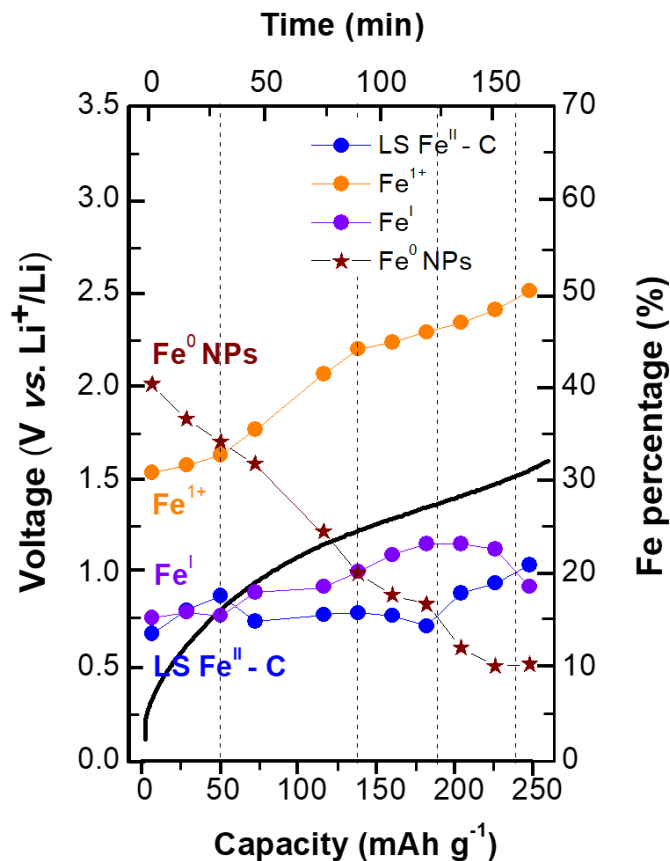 Time (min)
0 50 100 150
3.5 70
3.0 60
2.5 50
2.0 40
1.5 30
1.0 20
0.5 10
0.0 0
LS Fe^II - C
Fe^1+
Fe^I
Fe^0 NPs
Fe^0 NPs
Fe^1+
Fe^I
LS Fe^II - C
Voltage (V vs. Li^+/Li)
Fe percentage (%)
0 50 100 150 200 250
Capacity (mAh g^-1)